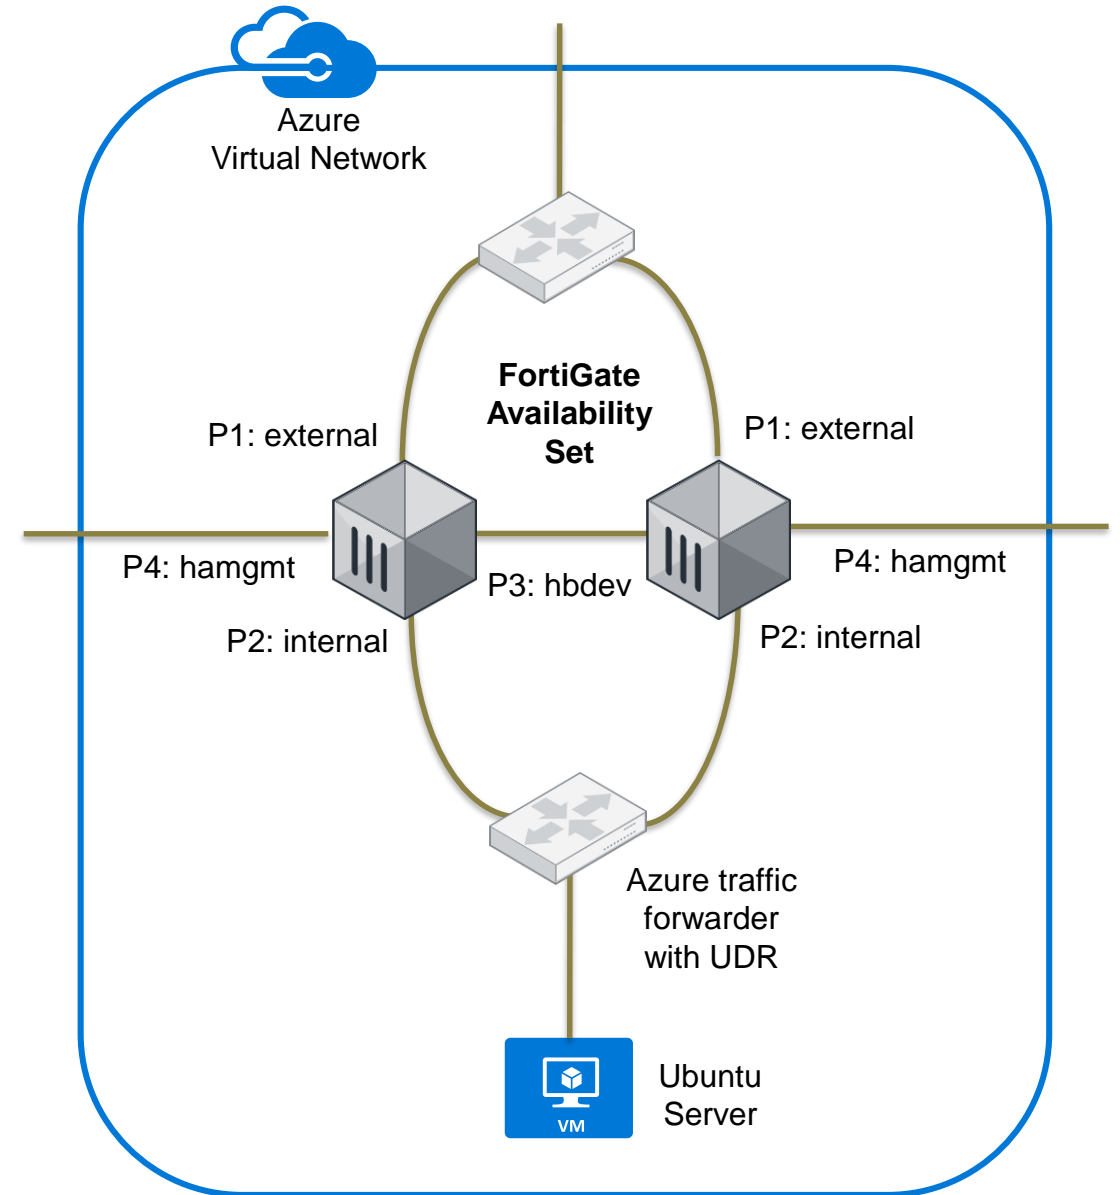 Azure
Virtual Network
FortiGate
Availability
Set
P1: external
P1: external
P4: hamgmt
P3: hbdev
P4: hamgmt
P2: internal
P2: internal
Azure traffic
forwarder
with UDR
Ubuntu
Server
VM